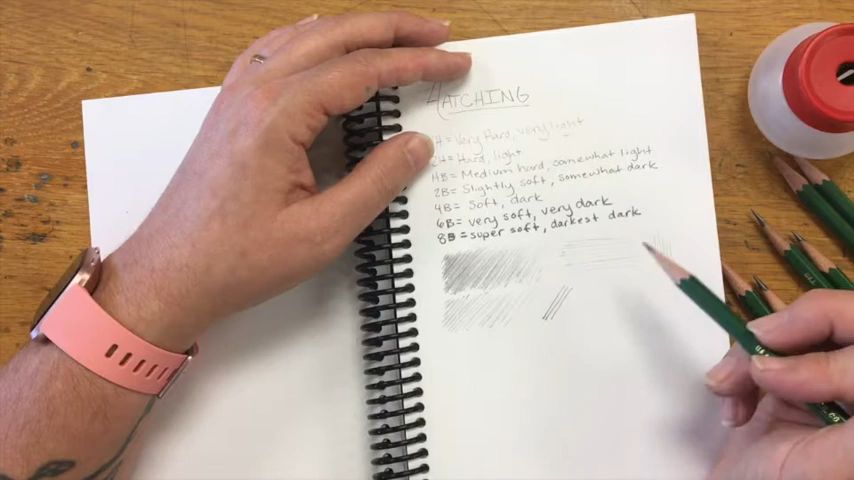 HATCHING
H = Very Hard, very light
2H = Hard, light
HB = Medium hard, somewhat light
2B = Slightly soft, somewhat dark
4B = Soft, dark
6B = very soft, very dark
8B = super soft, darkest dark